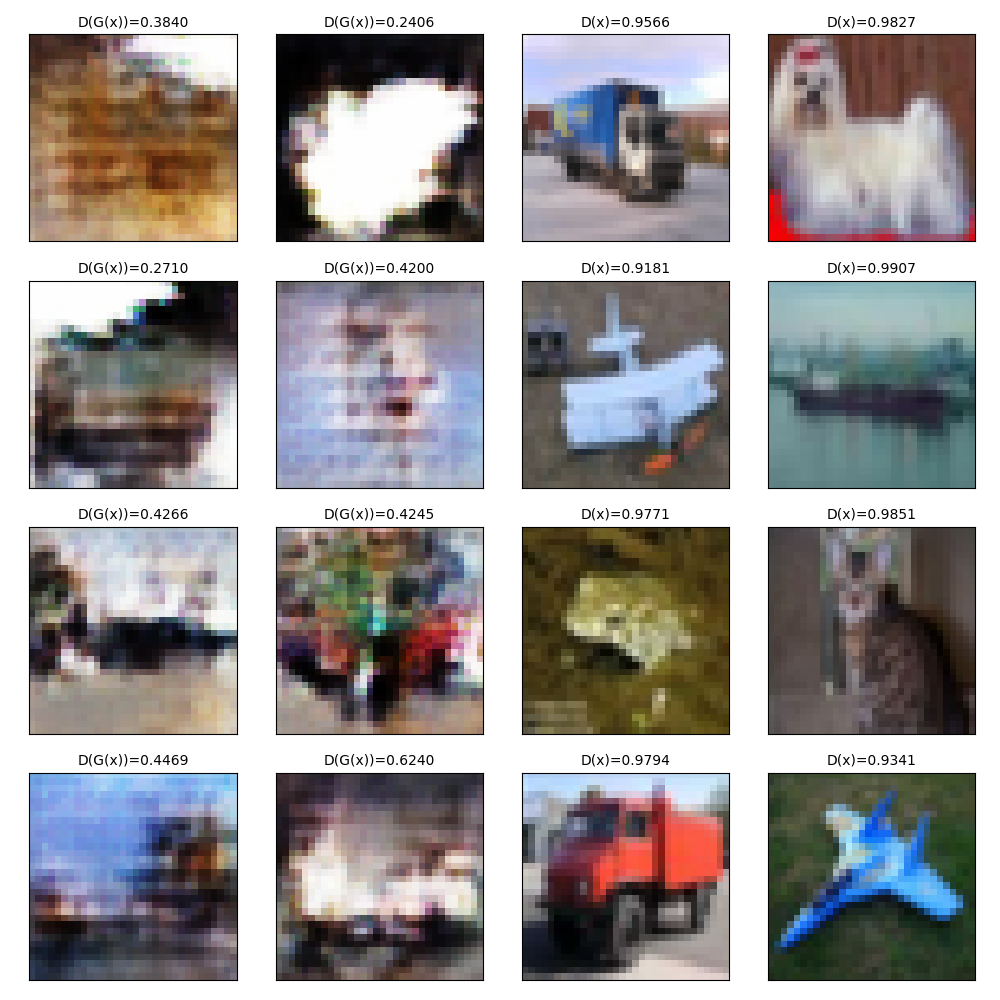 D(G(x))=0.3840
D(G(x))=0.2406
D(x)=0.9566
D(x)=0.9827
D(G(x))=0.2710
D(G(x))=0.4200
D(x)=0.9181
D(x)=0.9907
D(G(x))=0.4266
D(G(x))=0.4245
D(x)=0.9771
D(x)=0.9851
D(G(x))=0.4469
D(G(x))=0.6240
D(x)=0.9794
D(x)=0.9341